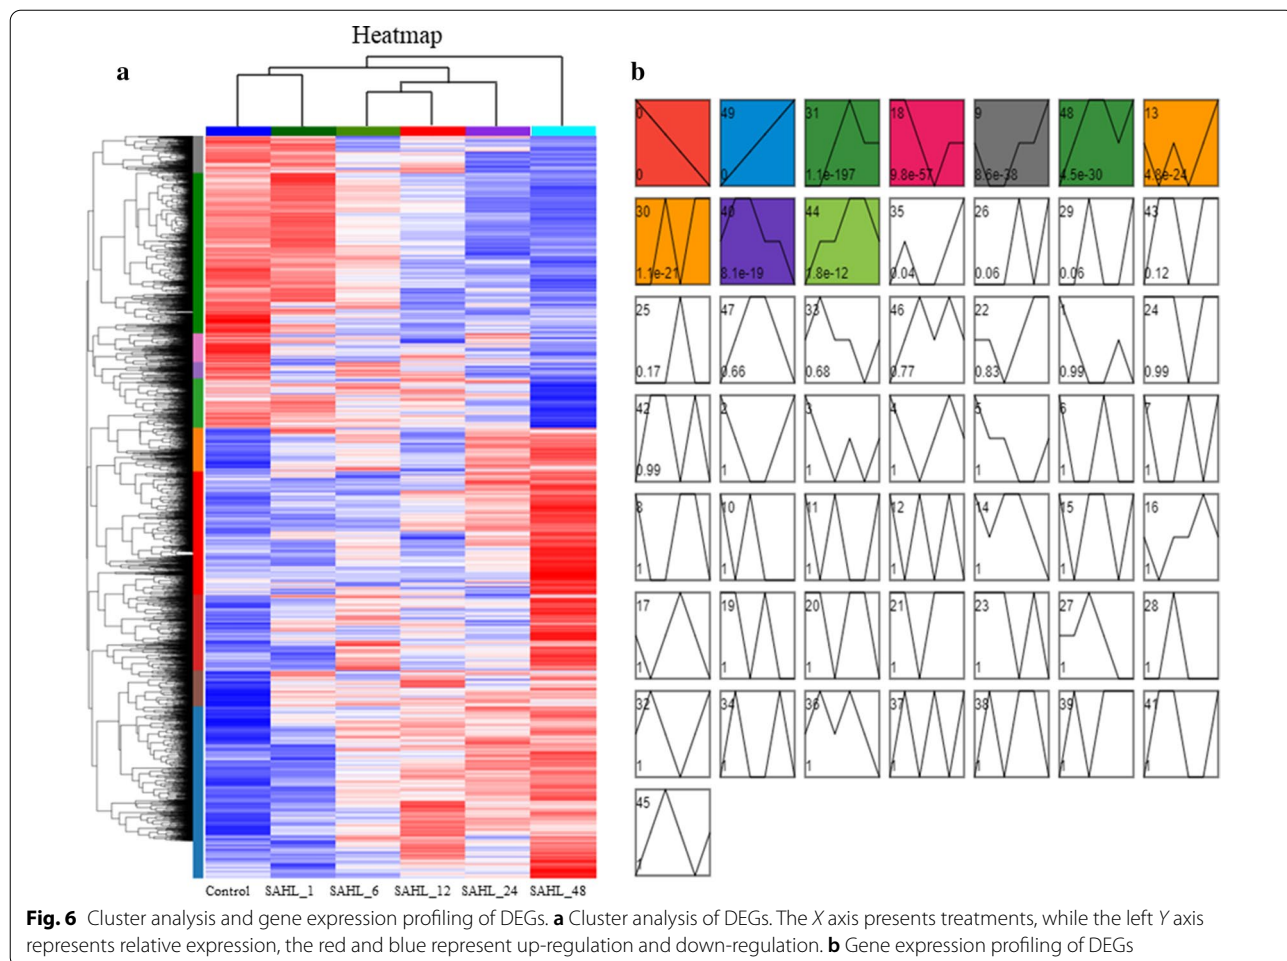 Heatmap
a
b
0 49 31 18 9 48 13
0 0 1.1e-197 9.8e-57 8.6e-38 4.5e-30 4.8e-24
30 40 44 35 26 29 43
1.1e-21 8.1e-19 1.8e-12 0.04 0.06 0.06 0.12
25 47 33 46 22 1 24
0.17 0.66 0.68 0.77 0.83 0.99 0.99
42 2 3 4 5 6 7
0.99 1 1 1 1 1 1
8 10 11 12 14 15 16
1 1 1 1 1 1 1
17 19 20 21 23 27 28
1 1 1 1 1 1 1
32 34 36 37 38 39 41
1 1 1 1 1 1 1
45
1
Control SAHL_1 SAHL_6 SAHL_12 SAHL_24 SAHL_48
Fig. 6 Cluster analysis and gene expression profiling of DEGs. a Cluster analysis of DEGs. The X axis presents treatments, while the left Y axis
represents relative expression, the red and blue represent up-regulation and down-regulation. b Gene expression profiling of DEGs